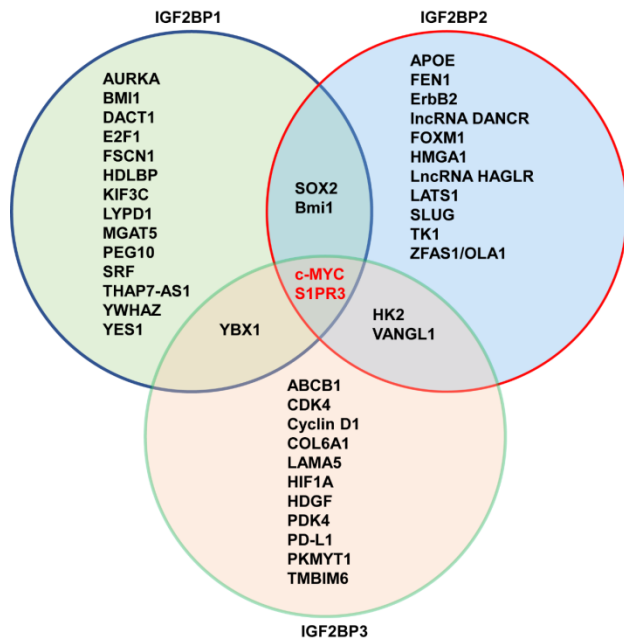 IGF2BP1
IGF2BP2
AURKA
BMI1
DACT1
E2F1
FSCN1
HDLBP
KIF3C
LYPD1
MGAT5
PEG10
SRF
THAP7-AS1
YWHAZ
YES1
SOX2
Bmi1
APOE
FEN1
ErbB2
lncRNA DANCR
FOXM1
HMGA1
LncRNA HAGLR
LATS1
SLUG
TK1
ZFAS1/OLA1
c-MYC
S1PR3
YBX1
HK2
VANGL1
ABCB1
CDK4
Cyclin D1
COL6A1
LAMA5
HIF1A
HDGF
PDK4
PD-L1
PKMYT1
TMBIM6
IGF2BP3